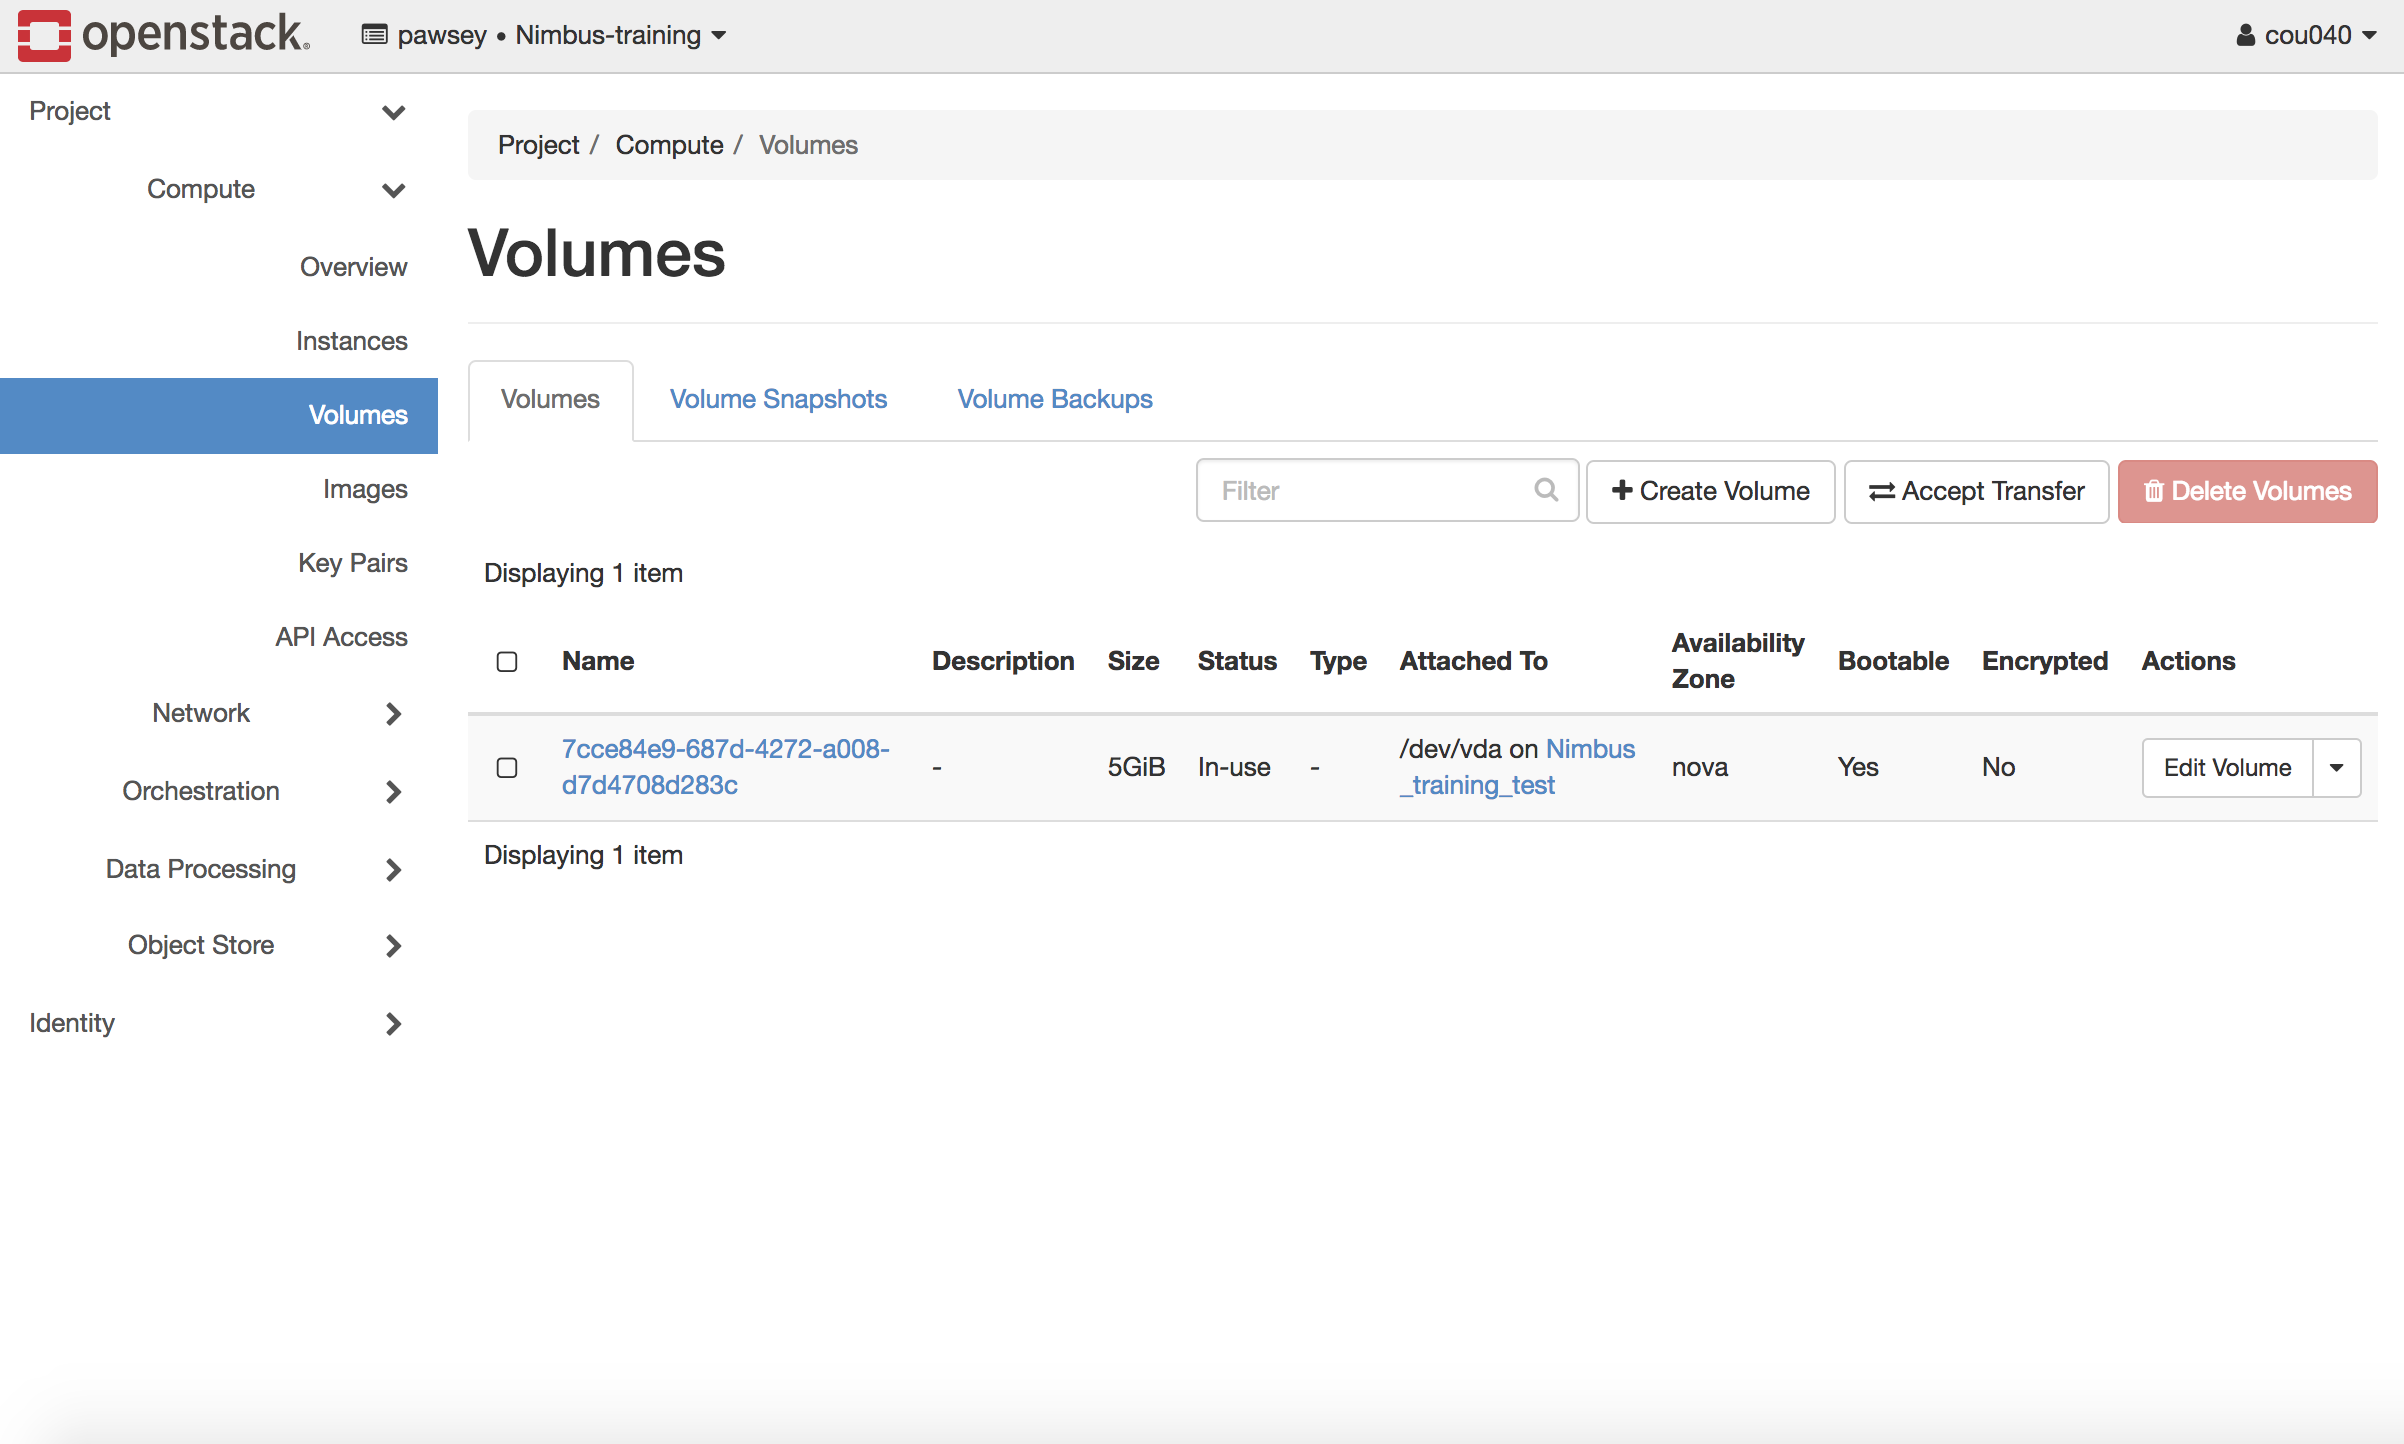 openstack.
pawsey • Nimbus-training
cou040
Project
Compute
Overview
Instances
Volumes
Images
Key Pairs
API Access
Network
Orchestration
Data Processing
Object Store
Identity
Project / Compute / Volumes
Volumes
Volumes Volume Snapshots Volume Backups
Filter Create Volume Accept Transfer Delete Volumes
Displaying 1 item
Name Description Size Status Type Attached To Availability Zone Bootable Encrypted Actions
7cce84e9-687d-4272-a008-
d7d4708d283c
-
5GiB
In-use
-
/dev/vda on Nimbus
_training_test
nova
Yes
No
Edit Volume
Displaying 1 item